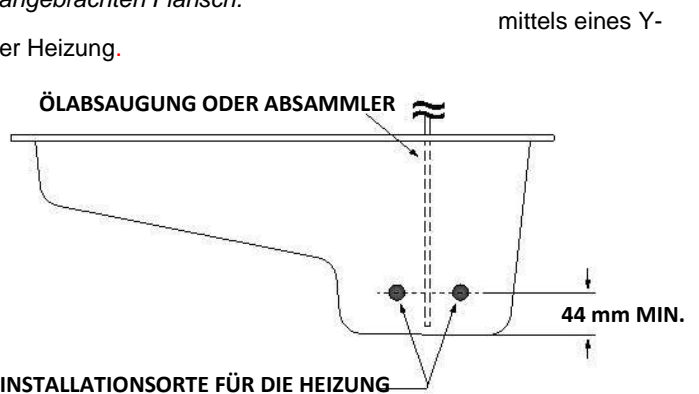 angebrachten Flansch.
mittels eines Y-
er Heizung.
ÖLABSAUGUNG ODER ABSAMMLER
44 mm MIN.
INSTALLATIONSORTE FÜR DIE HEIZUNG